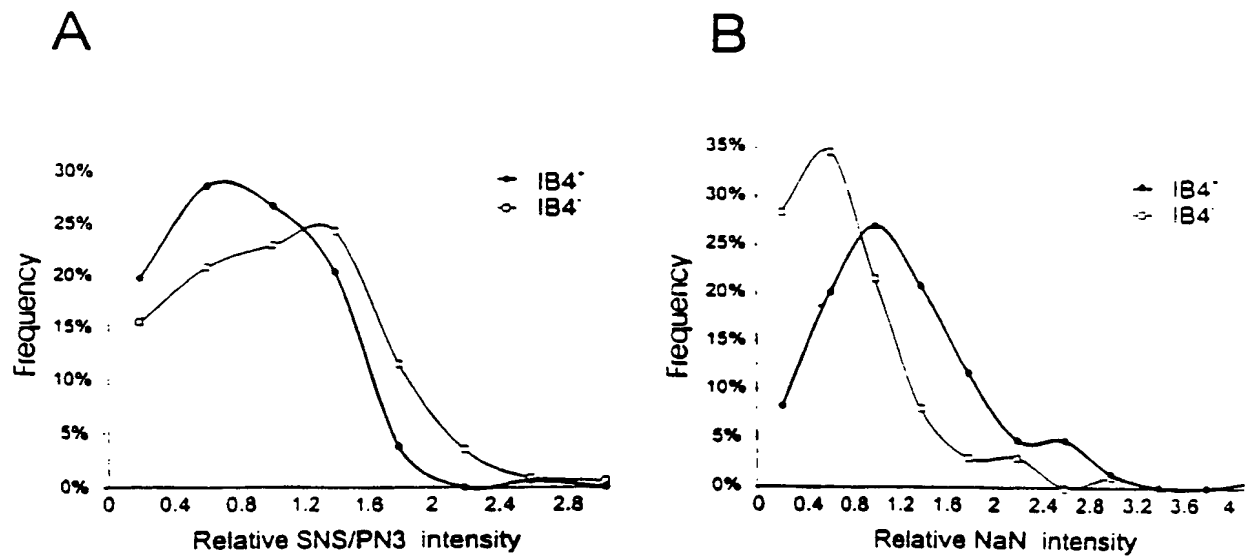 A
30%
25%
20%
15%
10%
5%
0%
Frequency
0 0.4 0.8 1.2 1.6 2 2.4 2.8
Relative SNS/PN3 intensity
IB4+
IB4-
B
35%
30%
25%
20%
15%
10%
5%
0%
Frequency
0 0.4 0.8 1.2 1.6 2 2.4 2.8 3.2 3.6 4
Relative NaN intensity
IB4+
IB4-